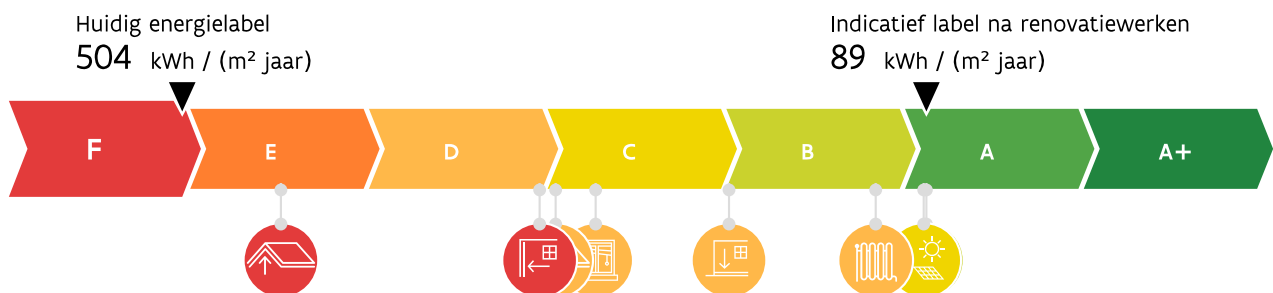 Huidig energielabel
504 kWh / (m² jaar)
Indicatief label na renovatiewerken
89 kWh / (m² jaar)
F E D C B A A+